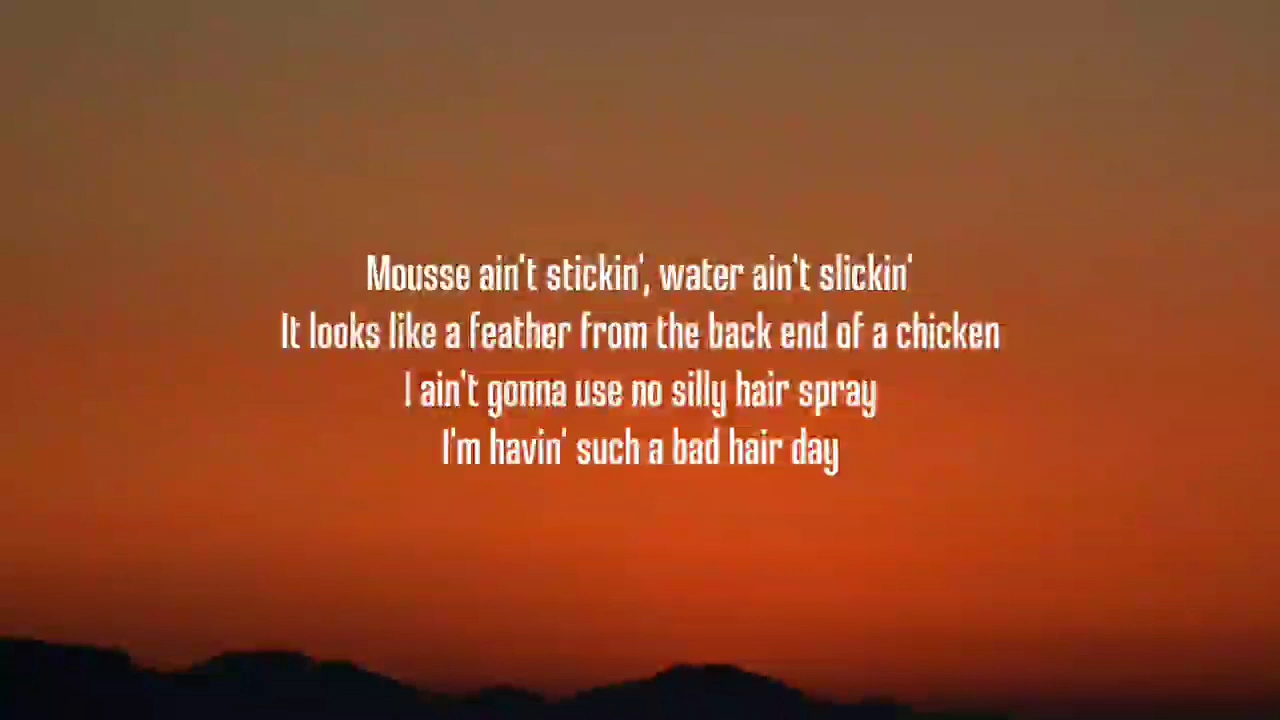 Mousse ain't stickin', water ain't slickin'
It looks like a feather from the back end of a chicken
I ain't gonna use no silly hair spray
I'm havin' such a bad hair day